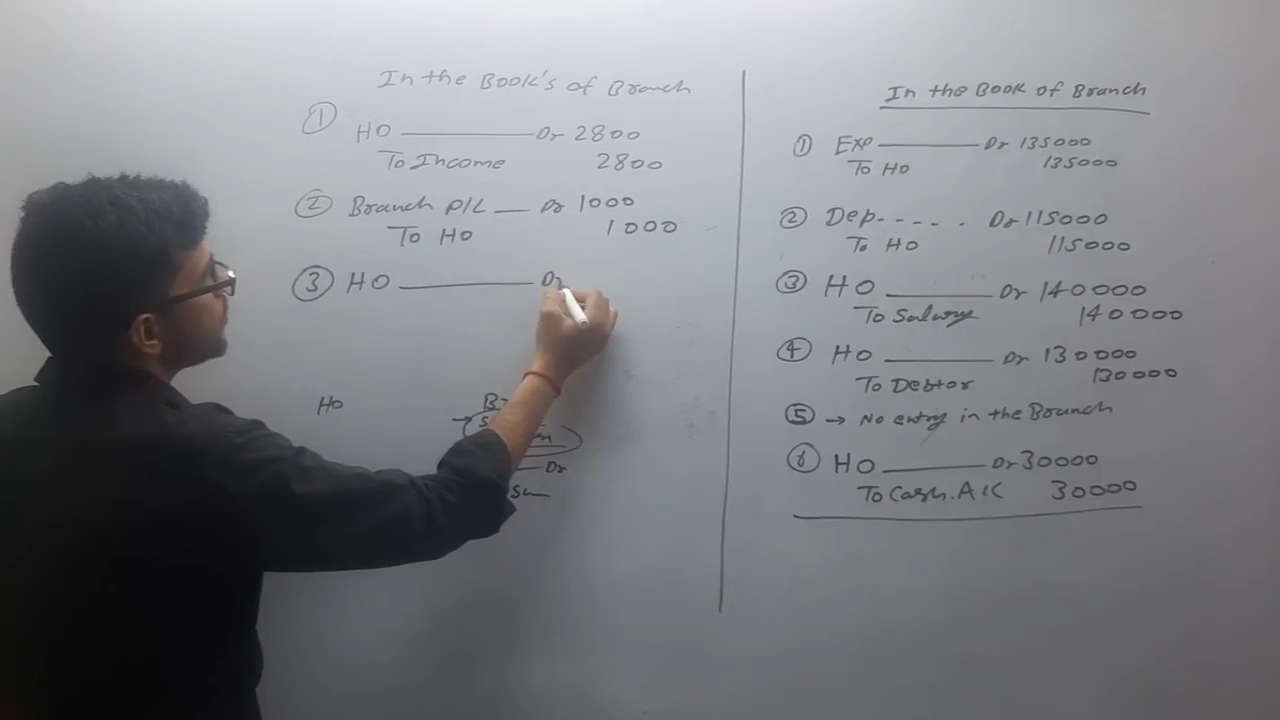 In the Book's of Branch
① HO ———— Dr 2800
To Income 2800
② Branch P/L — Dr 1000
To HO 1000
③ HO ———— Dr
HO
— Dr
In the Book of Branch
① Exp ———— Dr 135000
To HO 135000
② Dep. - - - - . Dr 115000
To HO 115000
③ HO ———— Dr 140000
To Salary 140000
④ HO ———— Dr 130000
To Debtor 130000
⑤ → No entry in the Branch
⑥ HO ———— Dr 30000
To Cash. A/C 30000